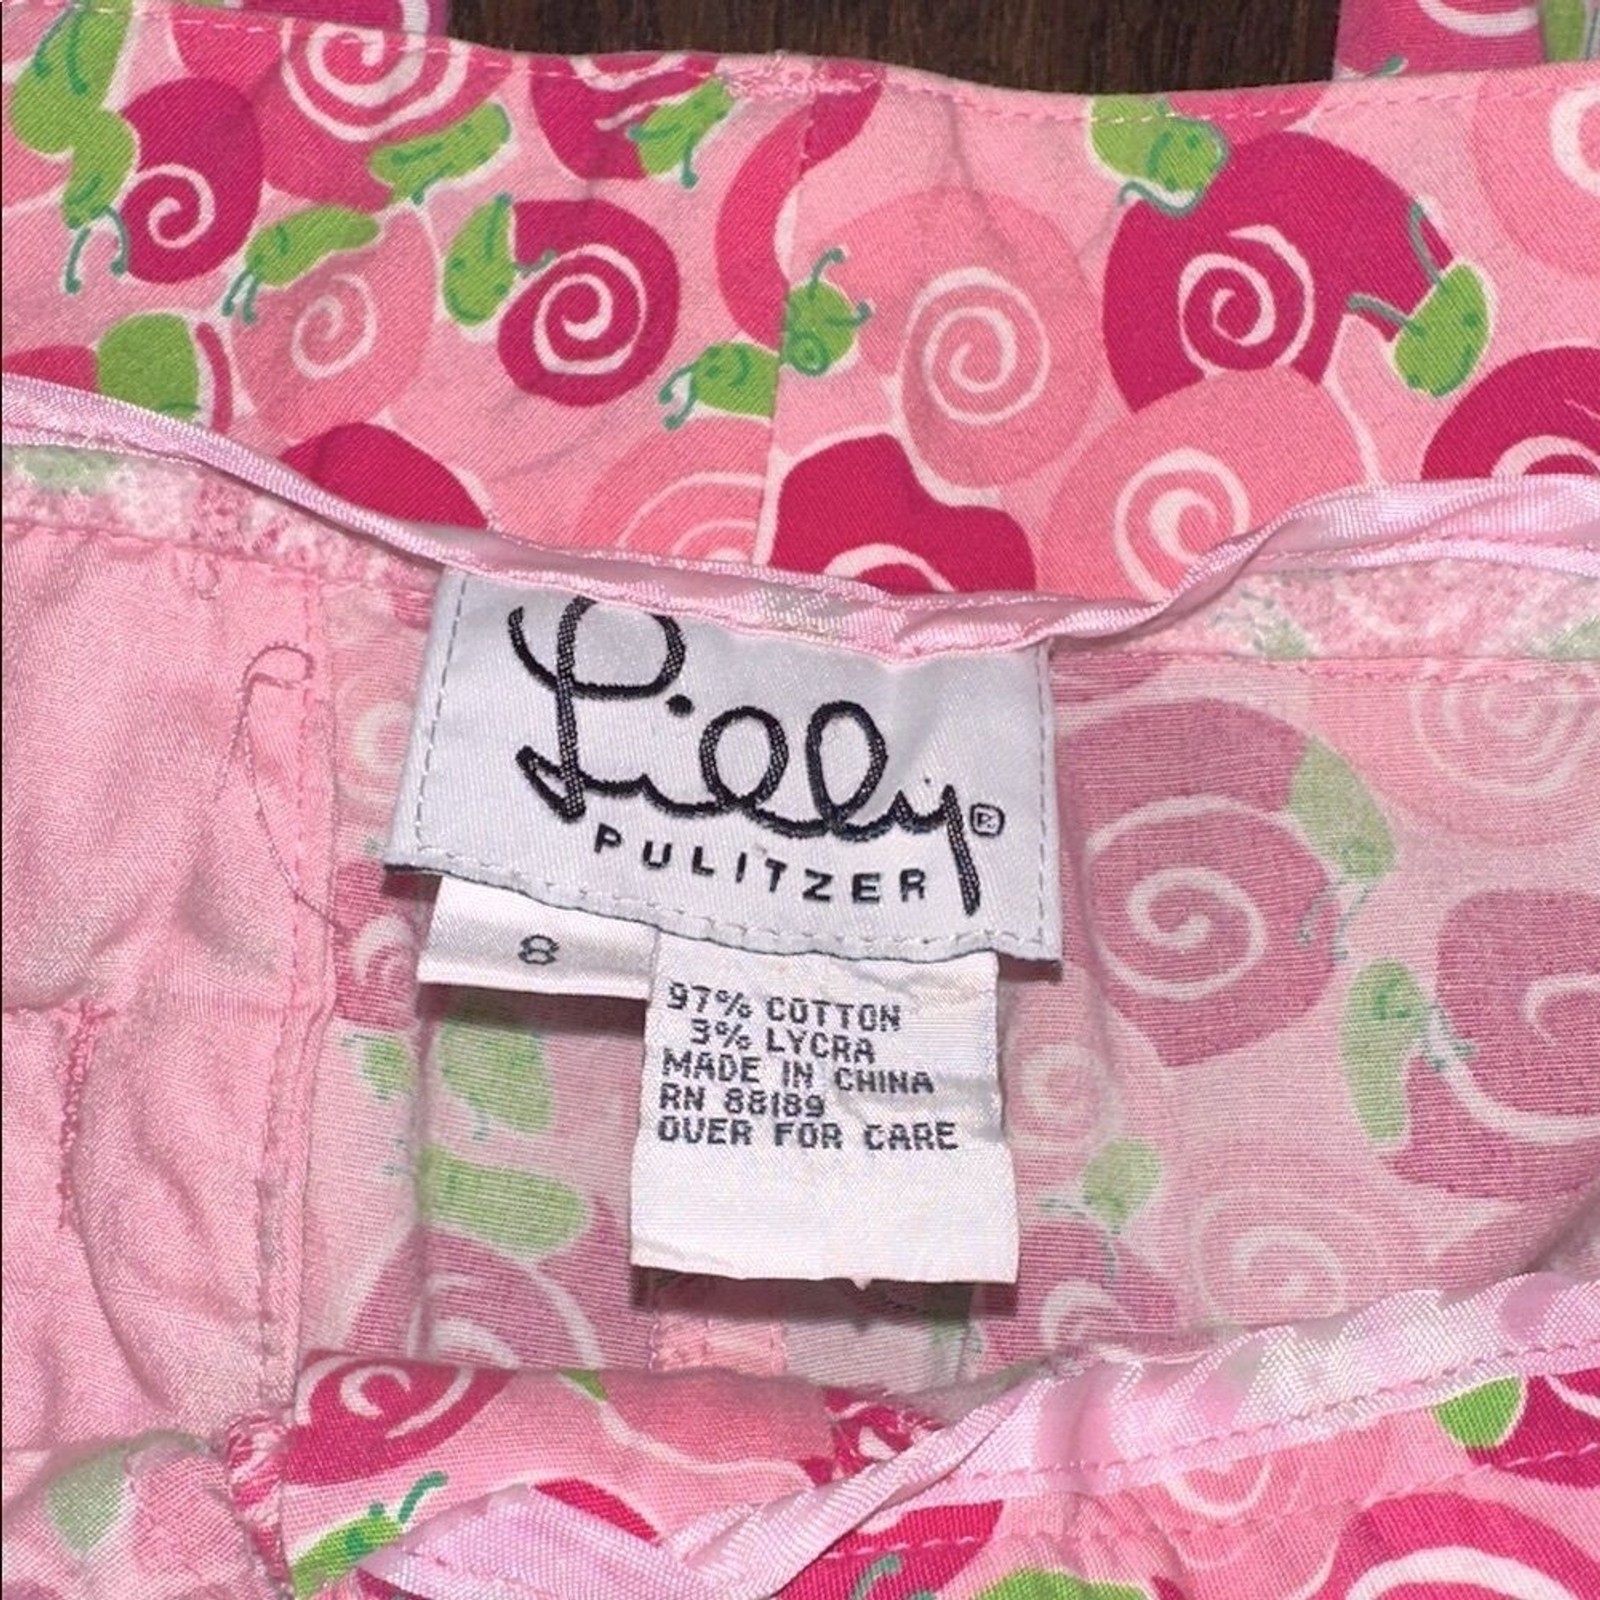 Lilly®
PULITZER
8
97% COTTON
3% LYCRA
MADE IN CHINA
RN 88189
OVER FOR CARE